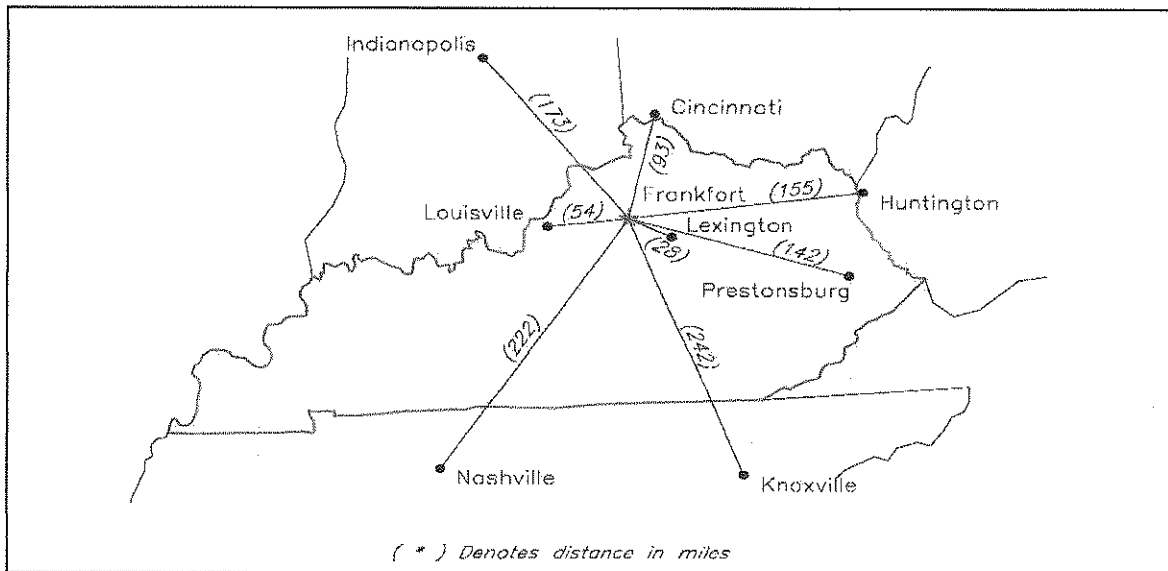 Indianapolis
(173)
Cincinnati
(93)
Frankfort
(155)
Huntington
Louisville
(54)
Lexington
(28)
(142)
Prestonsburg
(222)
(242)
Nashville
Knoxville
( * ) Denotes distance in miles